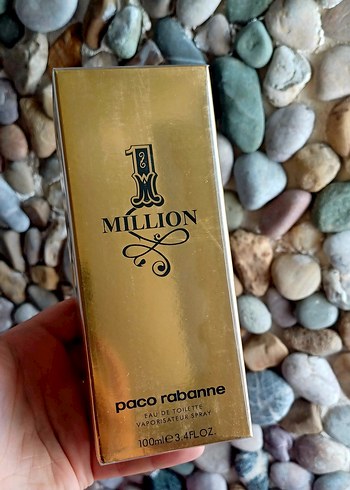 1
MILLION
paco rabanne
EAU DE TOILETTE
VAPORISATEUR SPRAY
100ml℮3.4FL.OZ.